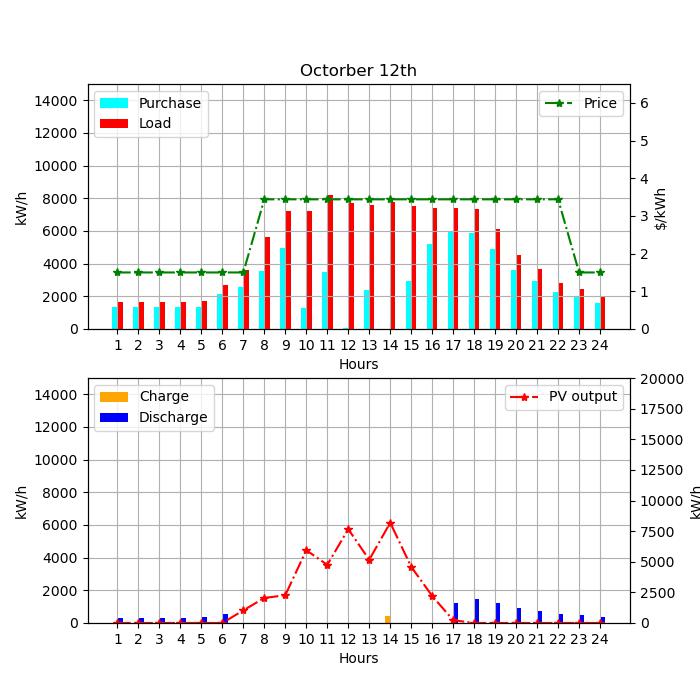 Octorber 12th
Purchase
Load
Price
14000
12000
10000
8000
6000
4000
2000
0
kW/h
6
5
4
3
2
1
0
$/kWh
1 2 3 4 5 6 7 8 9 10 11 12 13 14 15 16 17 18 19 20 21 22 23 24
Hours
Charge
Discharge
PV output
14000
12000
10000
8000
6000
4000
2000
0
kW/h
20000
17500
15000
12500
10000
7500
5000
2500
0
kW/h
1 2 3 4 5 6 7 8 9 10 11 12 13 14 15 16 17 18 19 20 21 22 23 24
Hours